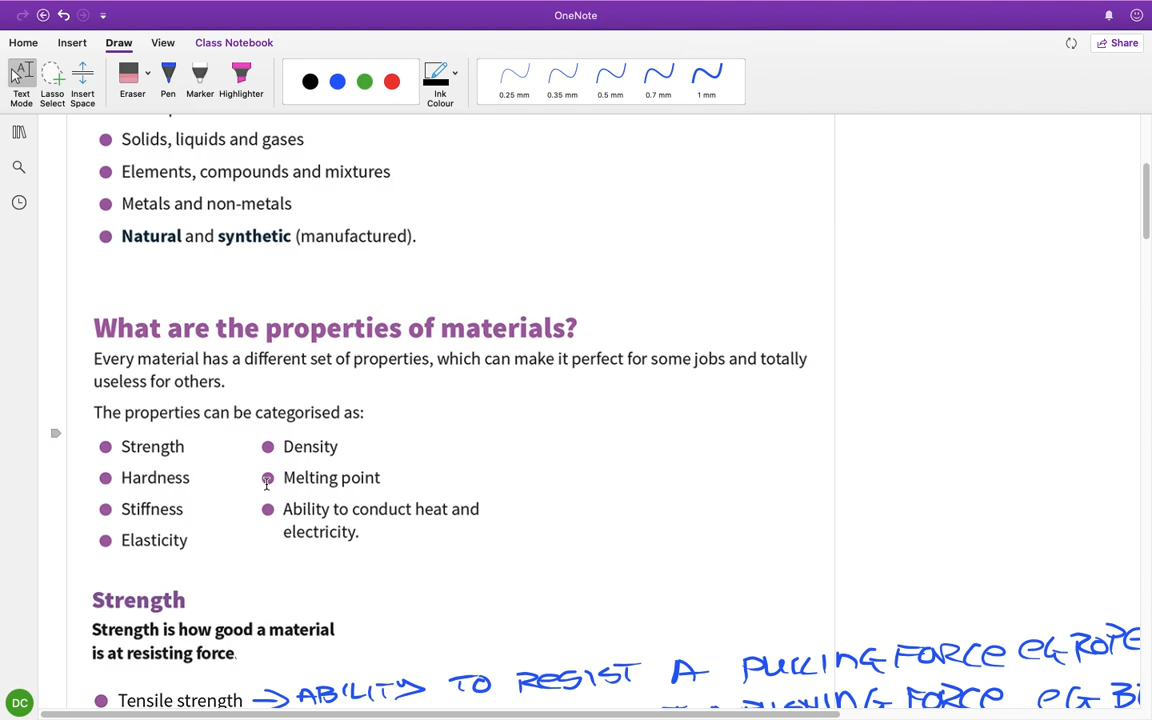 OneNote
Home Insert Draw View Class Notebook
Share
Text Mode
Lasso Select
Insert Space
Eraser
Pen
Marker
Highlighter
Ink Colour
0.25 mm 0.35 mm 0.5 mm 0.7 mm 1 mm
Solids, liquids and gases
Elements, compounds and mixtures
Metals and non-metals
Natural and synthetic (manufactured).
What are the properties of materials?
Every material has a different set of properties, which can make it perfect for some jobs and totally
useless for others.
The properties can be categorised as:
Strength
Hardness
Stiffness
Elasticity
Density
Melting point
Ability to conduct heat and
electricity.
Strength
Strength is how good a material
is at resisting force.
Tensile strength → ABILITY TO RESIST A PULLING FORCE EG ROPE
FORCE EG
DC